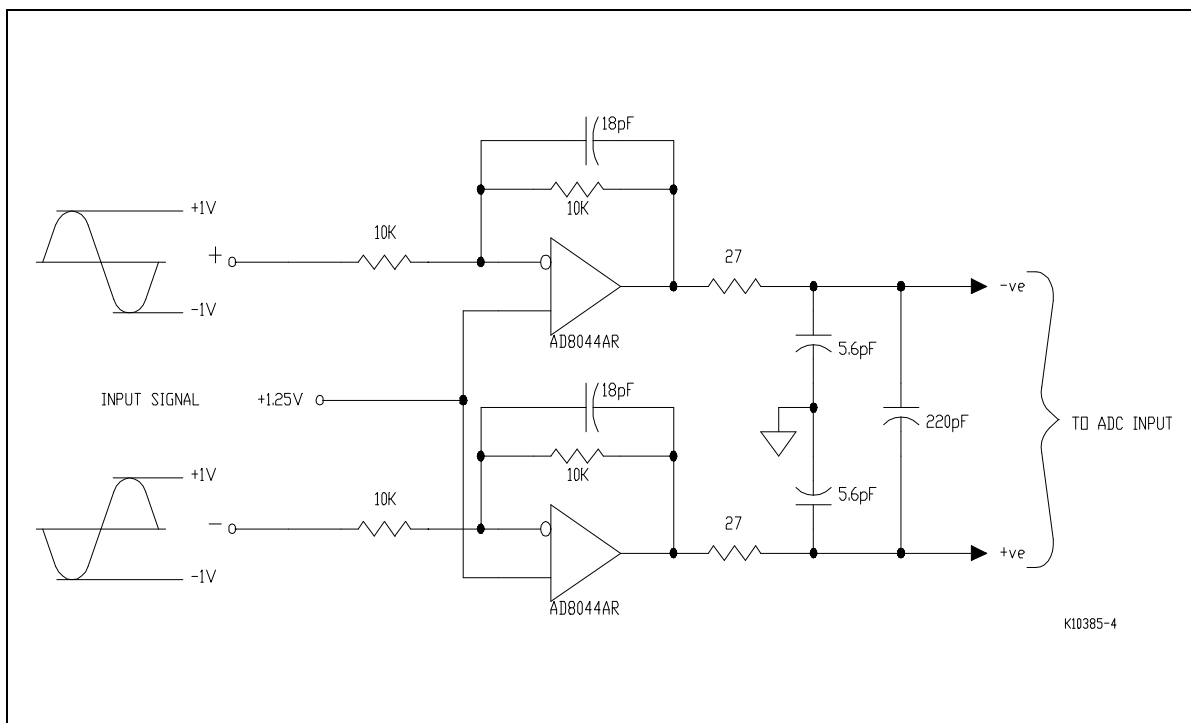 18pF
+1V
10K
10K
+
27
-ve
-1V
AD8044AR
5.6pF
18pF
INPUT SIGNAL
+1.25V
220pF
TO ADC INPUT
10K
+1V
10K
5.6pF
27
-
+ve
-1V
AD8044AR
K10385-4